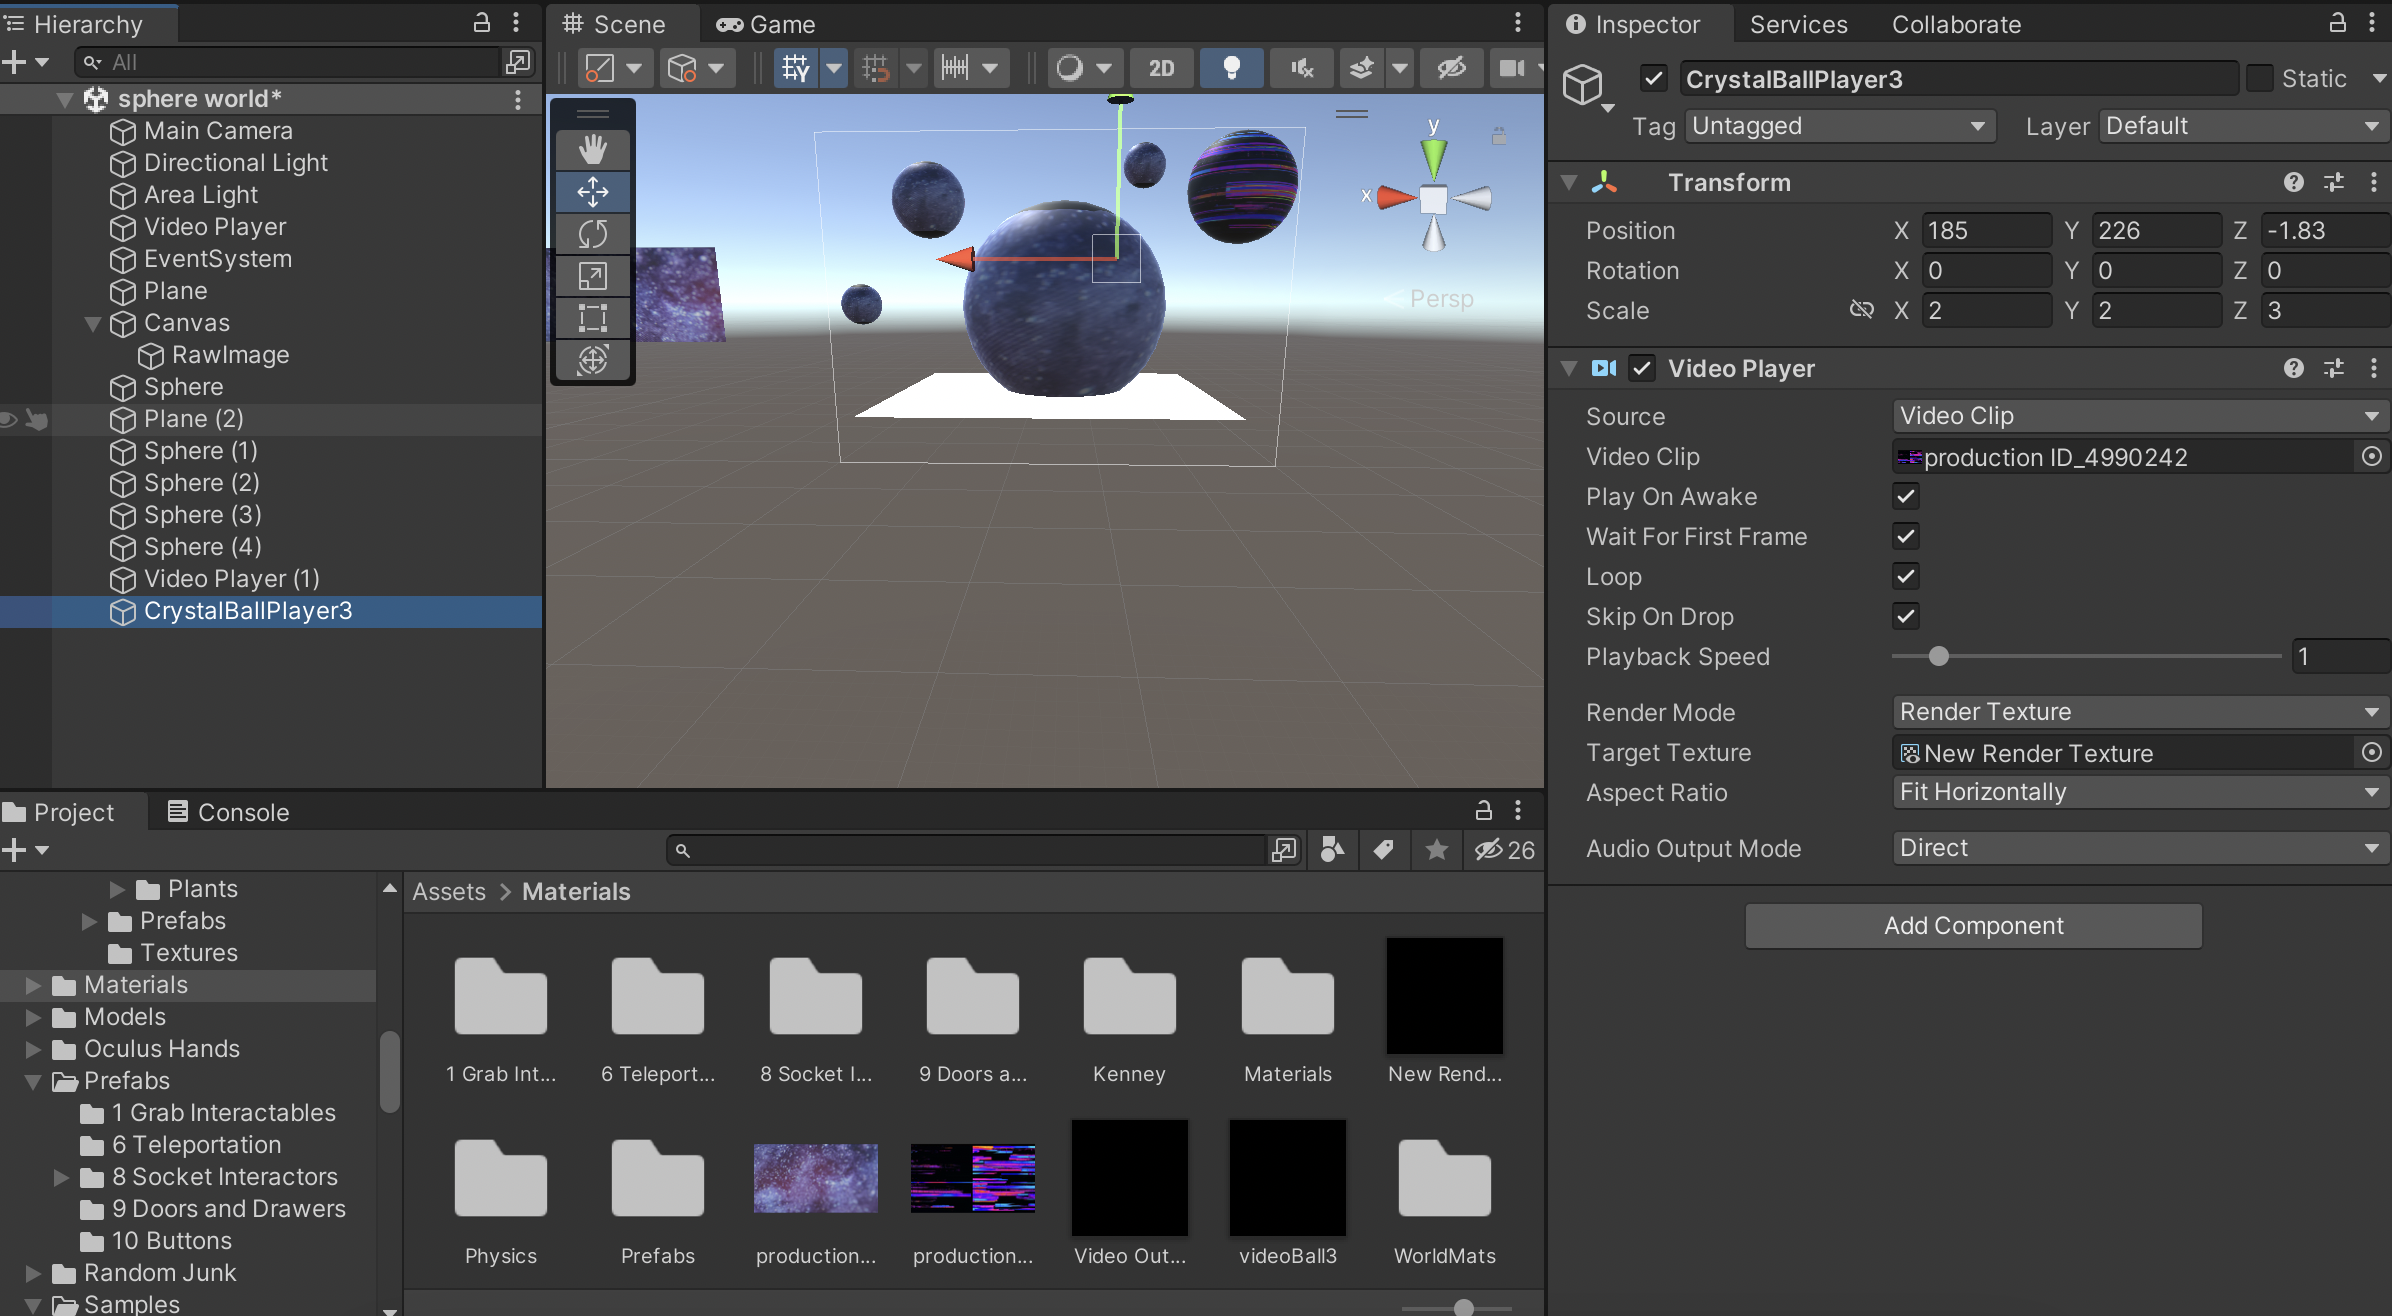 Hierarchy
All
sphere world*
Main Camera
Directional Light
Area Light
Video Player
EventSystem
Plane
Canvas
RawImage
Sphere
Plane (2)
Sphere (1)
Sphere (2)
Sphere (3)
Sphere (4)
Video Player (1)
CrystalBallPlayer3
Scene Game
2D
y
x
Persp
Inspector Services Collaborate
CrystalBallPlayer3 Static
Tag Untagged Layer Default
Transform
Position X 185 Y 226 Z -1.83
Rotation X 0 Y 0 Z 0
Scale X 2 Y 2 Z 3
Video Player
Source Video Clip
Video Clip production ID_4990242
Play On Awake
Wait For First Frame
Loop
Skip On Drop
Playback Speed 1
Render Mode Render Texture
Target Texture New Render Texture
Aspect Ratio Fit Horizontally
Audio Output Mode Direct
Add Component
Project Console
26
Plants
Prefabs
Textures
Materials
Models
Oculus Hands
Prefabs
1 Grab Interactables
6 Teleportation
8 Socket Interactors
9 Doors and Drawers
10 Buttons
Random Junk
Samples
Assets > Materials
1 Grab Int... 6 Teleport... 8 Socket I... 9 Doors a... Kenney Materials New Rend...
Physics Prefabs production... production... Video Out... videoBall3 WorldMats